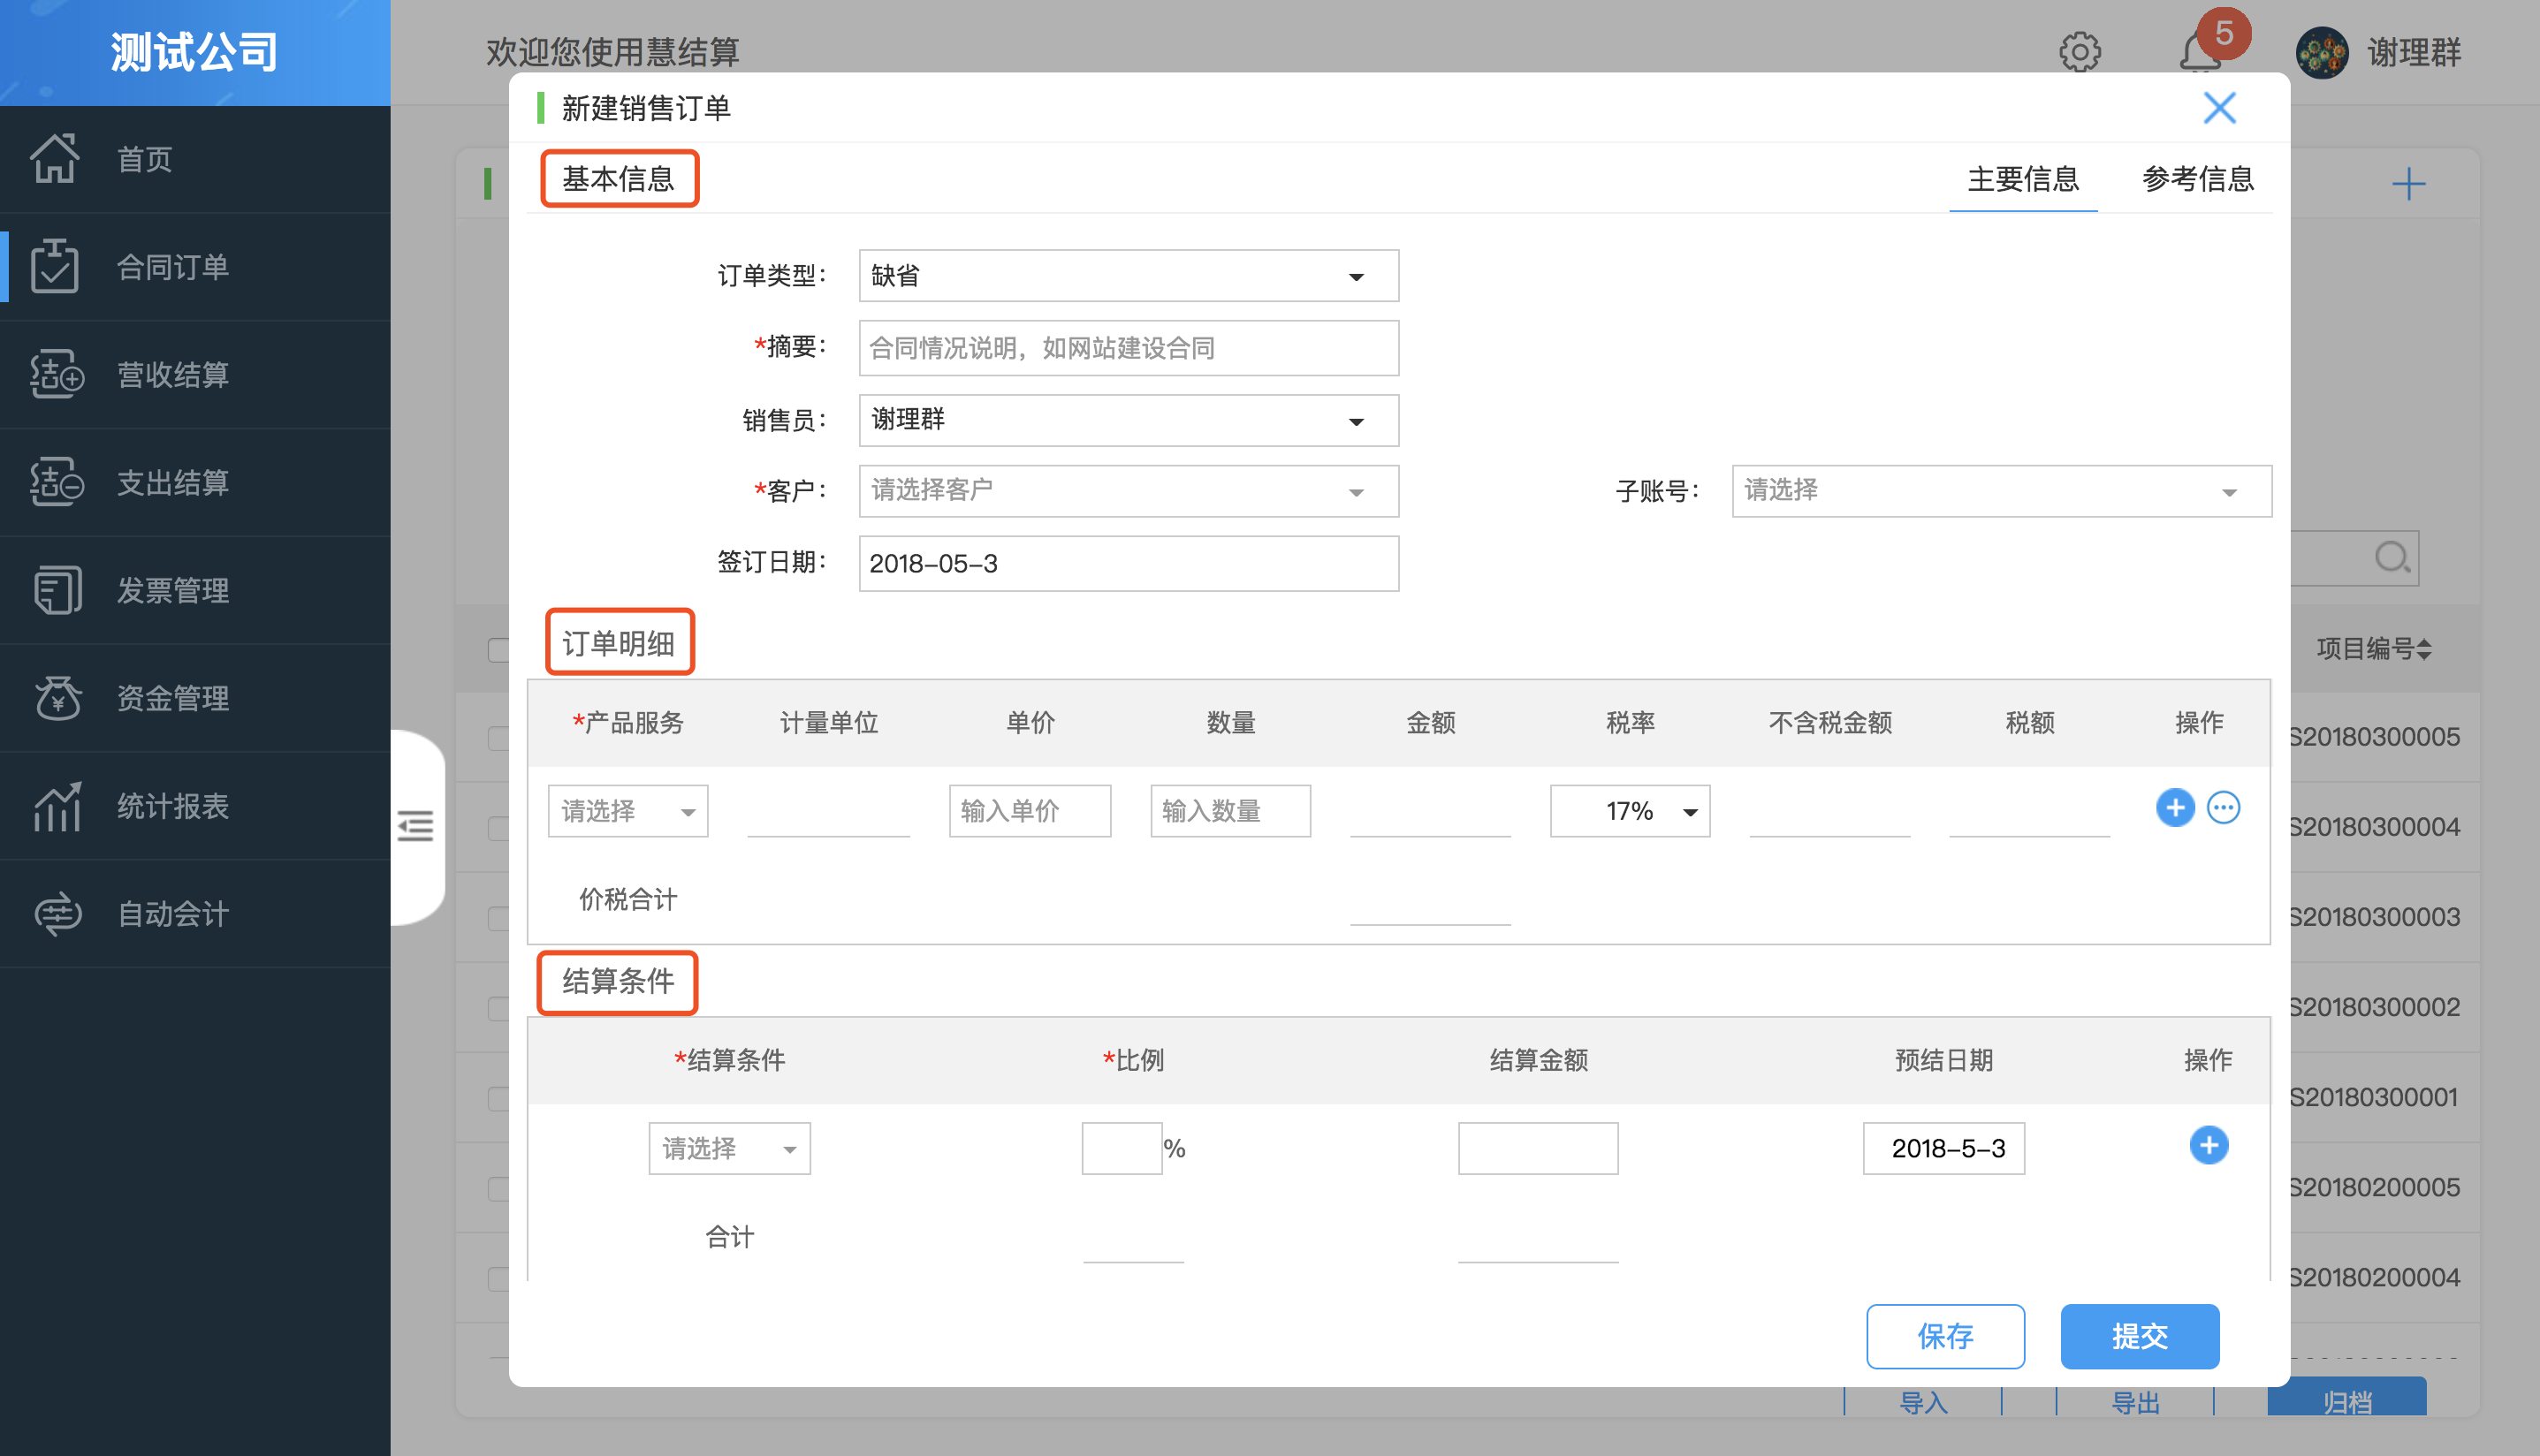 测试公司
欢迎您使用慧结算
5
谢理群
首页
合同订单
营收结算
支出结算
发票管理
资金管理
统计报表
自动会计
新建销售订单
基本信息
主要信息
参考信息
订单类型：
缺省
*摘要：
合同情况说明，如网站建设合同
销售员：
谢理群
*客户：
请选择客户
子账号：
请选择
签订日期：
2018-05-3
订单明细
*产品服务 计量单位 单价 数量 金额 税率 不含税金额 税额 操作
请选择 输入单价 输入数量 17%
价税合计
结算条件
*结算条件 *比例 结算金额 预结日期 操作
请选择 % 2018-5-3
合计
保存
提交
项目编号
S20180300005
S20180300004
S20180300003
S20180300002
S20180300001
S20180200005
S20180200004
导入
导出
归档